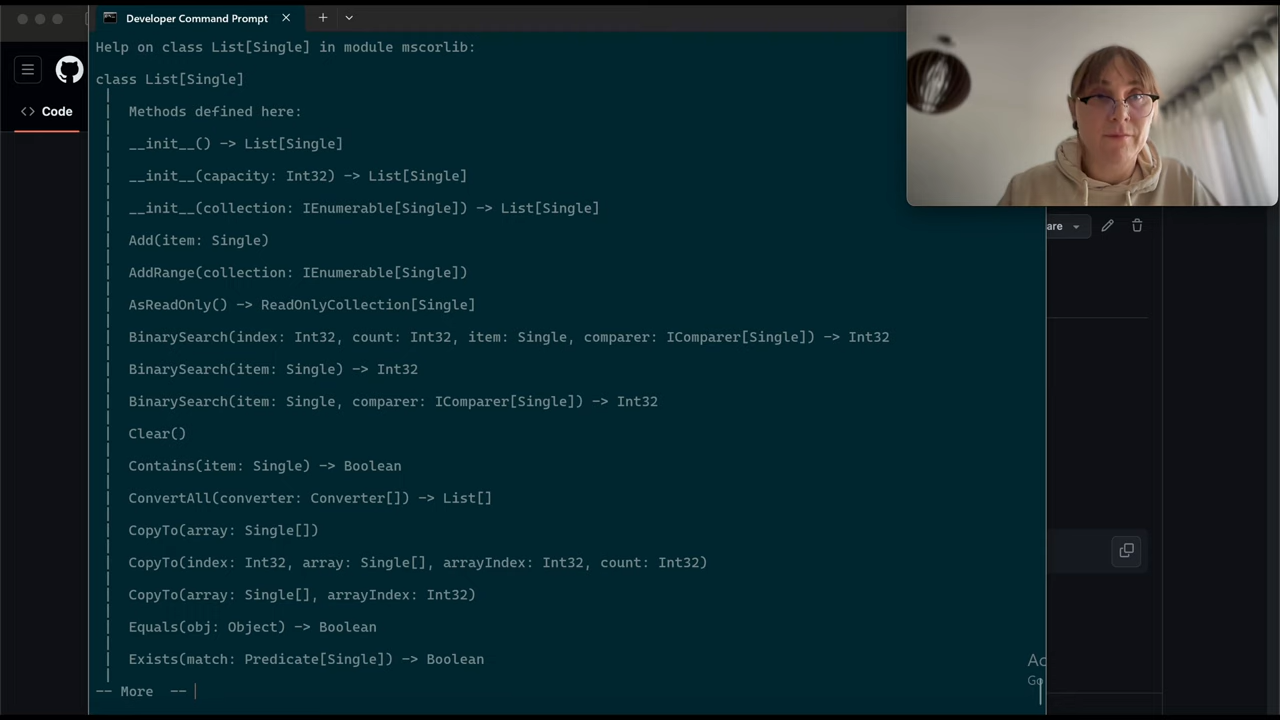 Developer Command Prompt
Help on class List[Single] in module mscorlib:
class List[Single]
Code
Methods defined here:
__init__() -> List[Single]
__init__(capacity: Int32) -> List[Single]
__init__(collection: IEnumerable[Single]) -> List[Single]
are
Add(item: Single)
AddRange(collection: IEnumerable[Single])
AsReadOnly() -> ReadOnlyCollection[Single]
BinarySearch(index: Int32, count: Int32, item: Single, comparer: IComparer[Single]) -> Int32
BinarySearch(item: Single) -> Int32
BinarySearch(item: Single, comparer: IComparer[Single]) -> Int32
Clear()
Contains(item: Single) -> Boolean
ConvertAll(converter: Converter[]) -> List[]
CopyTo(array: Single[])
CopyTo(index: Int32, array: Single[], arrayIndex: Int32, count: Int32)
CopyTo(array: Single[], arrayIndex: Int32)
Equals(obj: Object) -> Boolean
Exists(match: Predicate[Single]) -> Boolean
Ac
Go
-- More  --